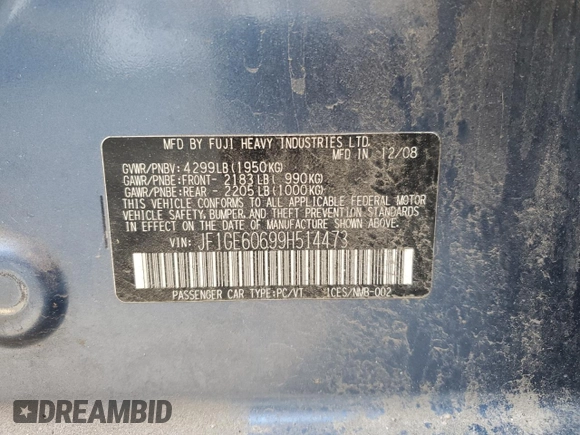 MFD BY FUJI HEAVY INDUSTRIES LTD.
MFD IN 12/08
GVWR/PNBV: 4299LB(1950KG)
GAWR/PNBE:FRONT- 2183LB( 990KG)
GAWR/PNBE:REAR - 2205LB(1000KG)
THIS VEHICLE CONFORMS TO ALL APPLICABLE FEDERAL MOTOR
VEHICLE SAFETY,BUMPER,AND THEFT PREVENTION STANDARDS
IN EFFECT ON THE DATE OF MANUFACTURE SHOWN ABOVE.
VIN: JF1GE60699H514473
PASSENGER CAR TYPE:PC/VT ICES/NMB-002
DREAMBID